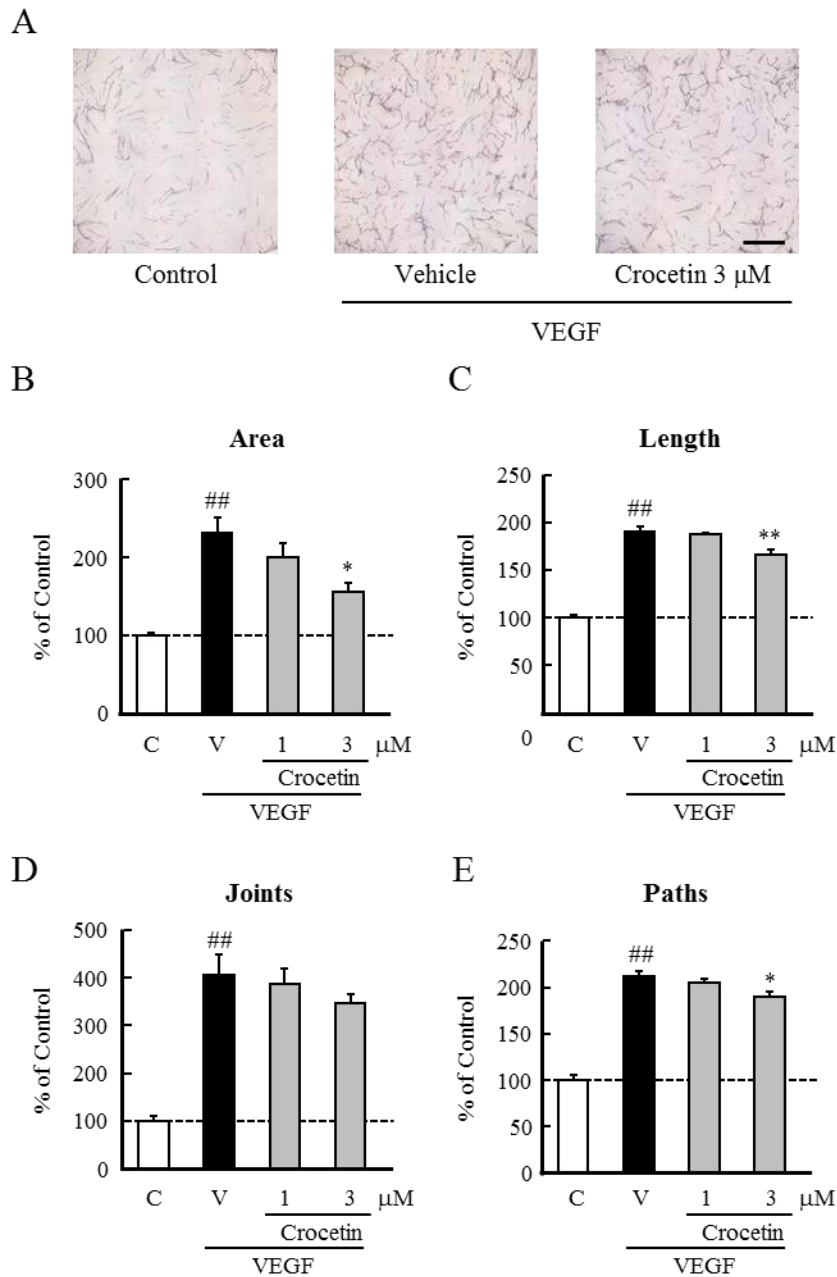 A
Control
Vehicle
Crocetin 3 μM
VEGF
B
Area
% of Control
300
200
100
0
##
*
C
V
1
3
μM
Crocetin
VEGF
C
Length
% of Control
250
200
150
100
50
0
##
**
C
V
1
3
μM
Crocetin
VEGF
D
Joints
% of Control
500
400
300
200
100
0
##
C
V
1
3
μM
Crocetin
VEGF
E
Paths
% of Control
250
200
150
100
50
0
##
*
C
V
1
3
μM
Crocetin
VEGF